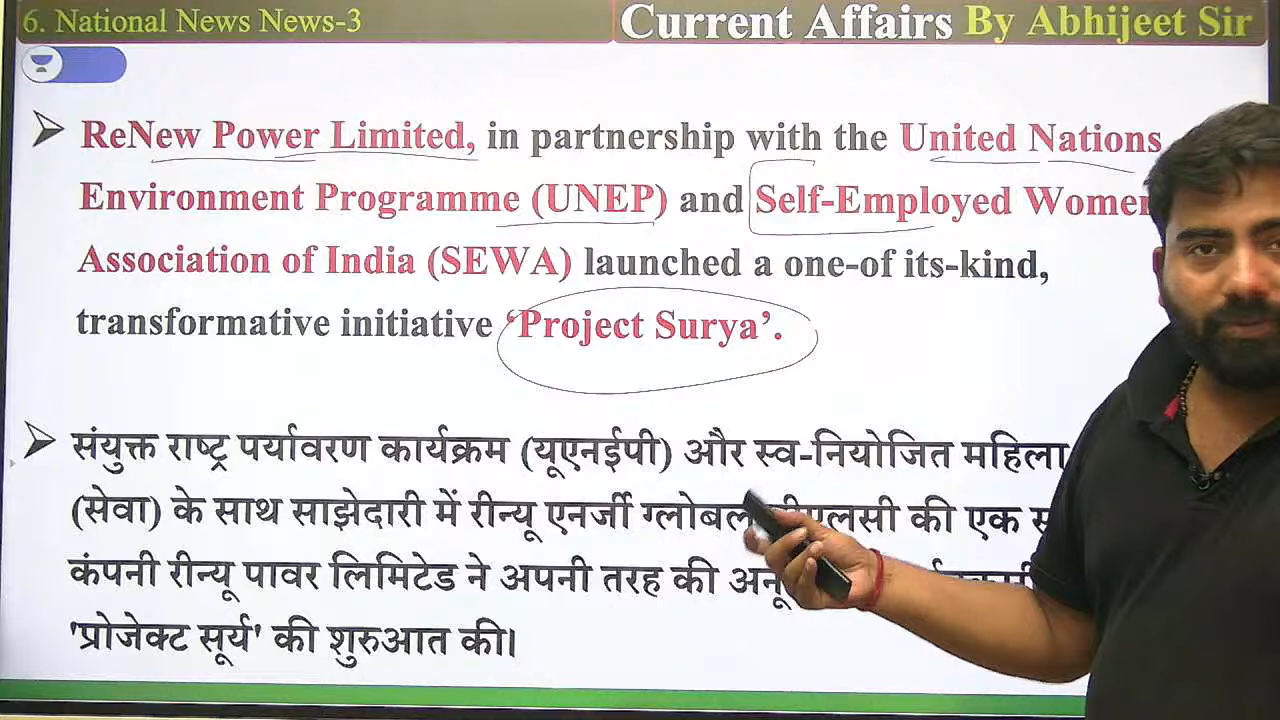 6. National News News-3
Current Affairs By Abhijeet Sir
ReNew Power Limited, in partnership with the United Nations
Environment Programme (UNEP) and Self-Employed Women
Association of India (SEWA) launched a one-of its-kind,
transformative initiative ‘Project Surya’.
संयुक्त राष्ट्र पर्यावरण कार्यक्रम (यूएनईपी) और स्व-नियोजित महिला
(सेवा) के साथ साझेदारी में रीन्यू एनर्जी ग्लोबल की एक
कंपनी रीन्यू पावर लिमिटेड ने अपनी तरह की
'प्रोजेक्ट सूर्य' की शुरुआत की।